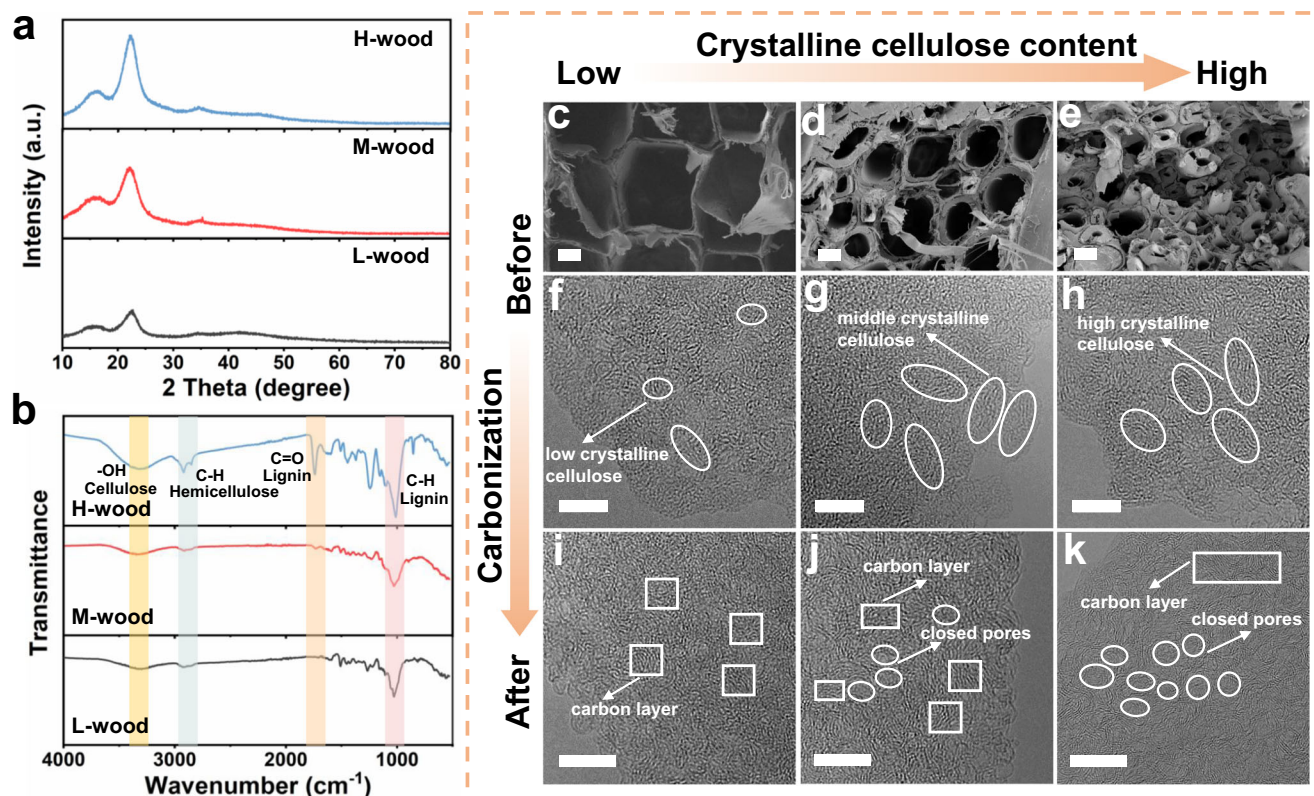 a
H-wood
M-wood
L-wood
Intensity (a.u.)
10 20 30 40 50 60 70 80
2 Theta (degree)
b
-OH
Cellulose
C-H
Hemicellulose
C=O
Lignin
C-H
Lignin
H-wood
M-wood
L-wood
Transmittance
4000 3000 2000 1000
Wavenumber (cm⁻¹)
Crystalline cellulose content
Low High
Before
Carbonization
After
c
d
e
f
low crystalline
cellulose
g
middle crystalline
cellulose
h
high crystalline
cellulose
i
carbon layer
j
carbon layer
closed pores
k
carbon layer
closed pores